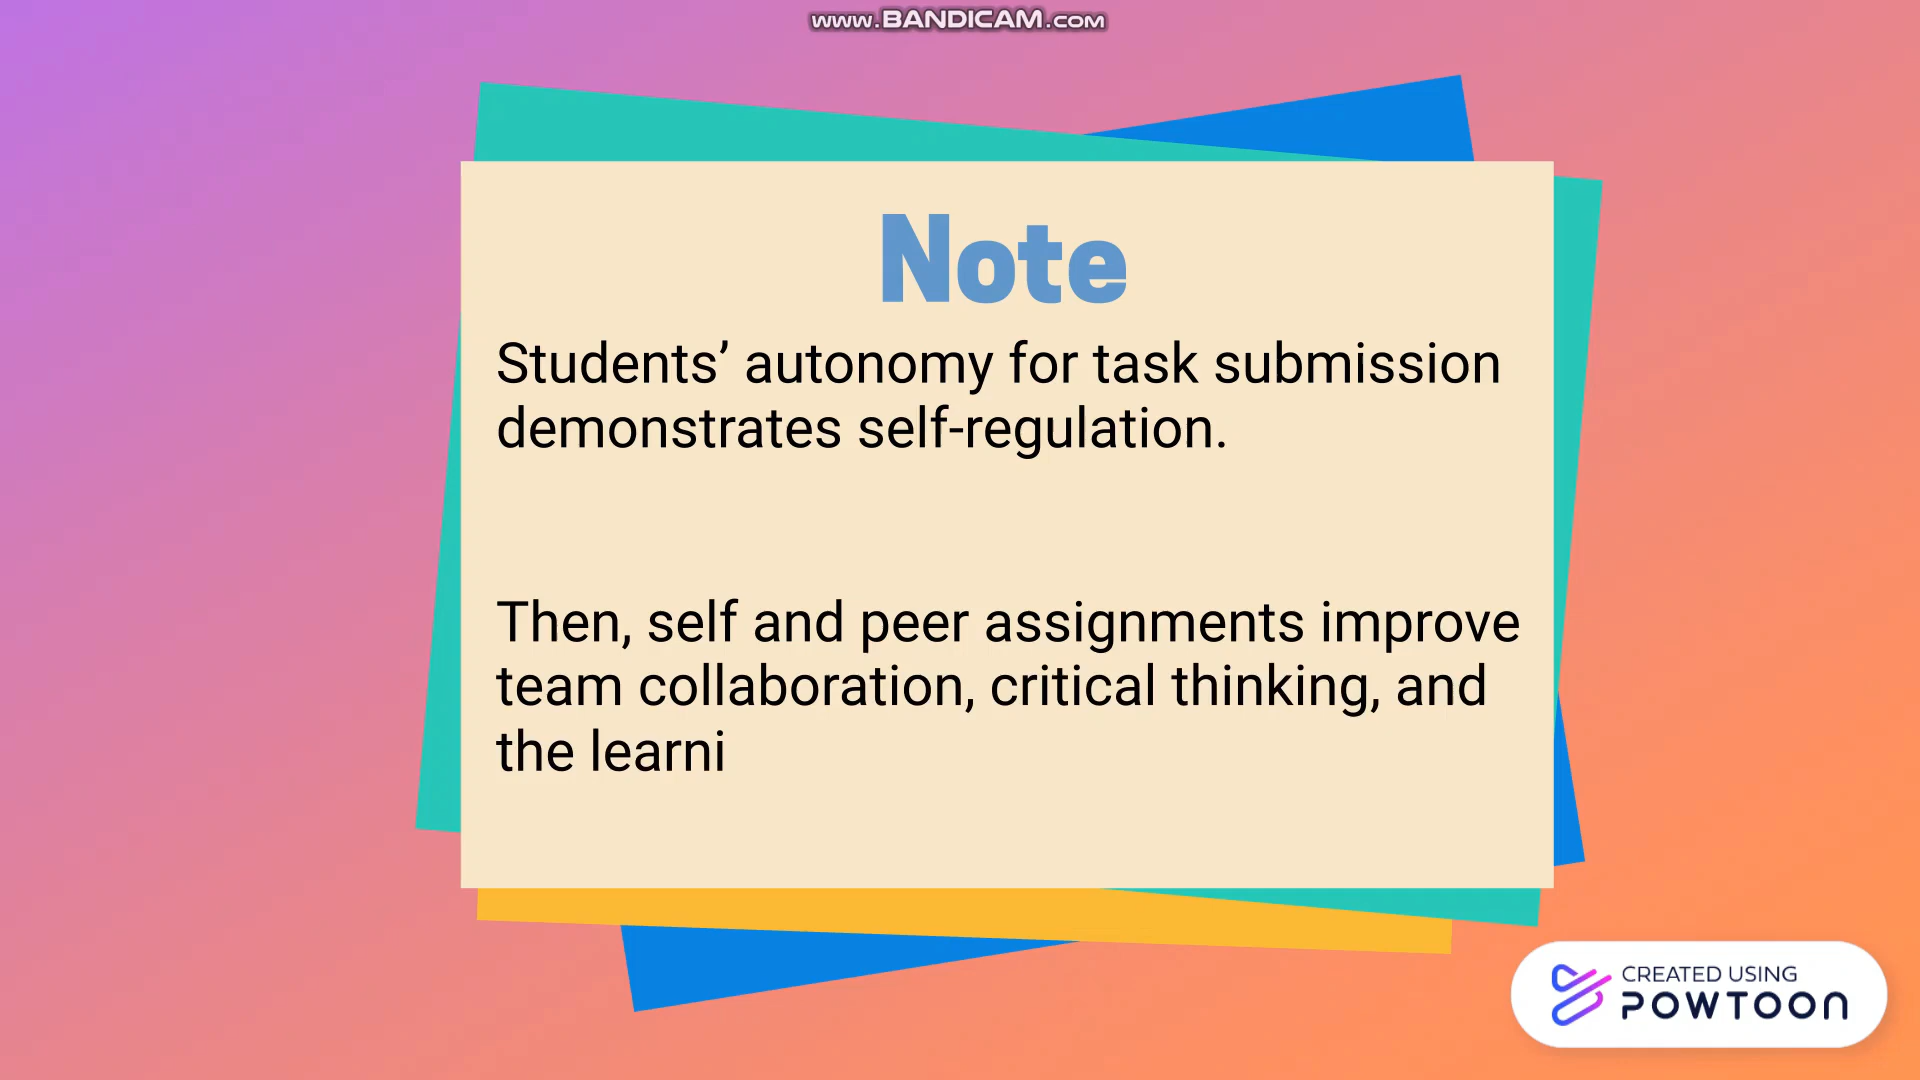 www.BANDICAM.com
Note
Students’ autonomy for task submission
demonstrates self-regulation.
Then, self and peer assignments improve
team collaboration, critical thinking, and
the learni
CREATED USING
POWTOON